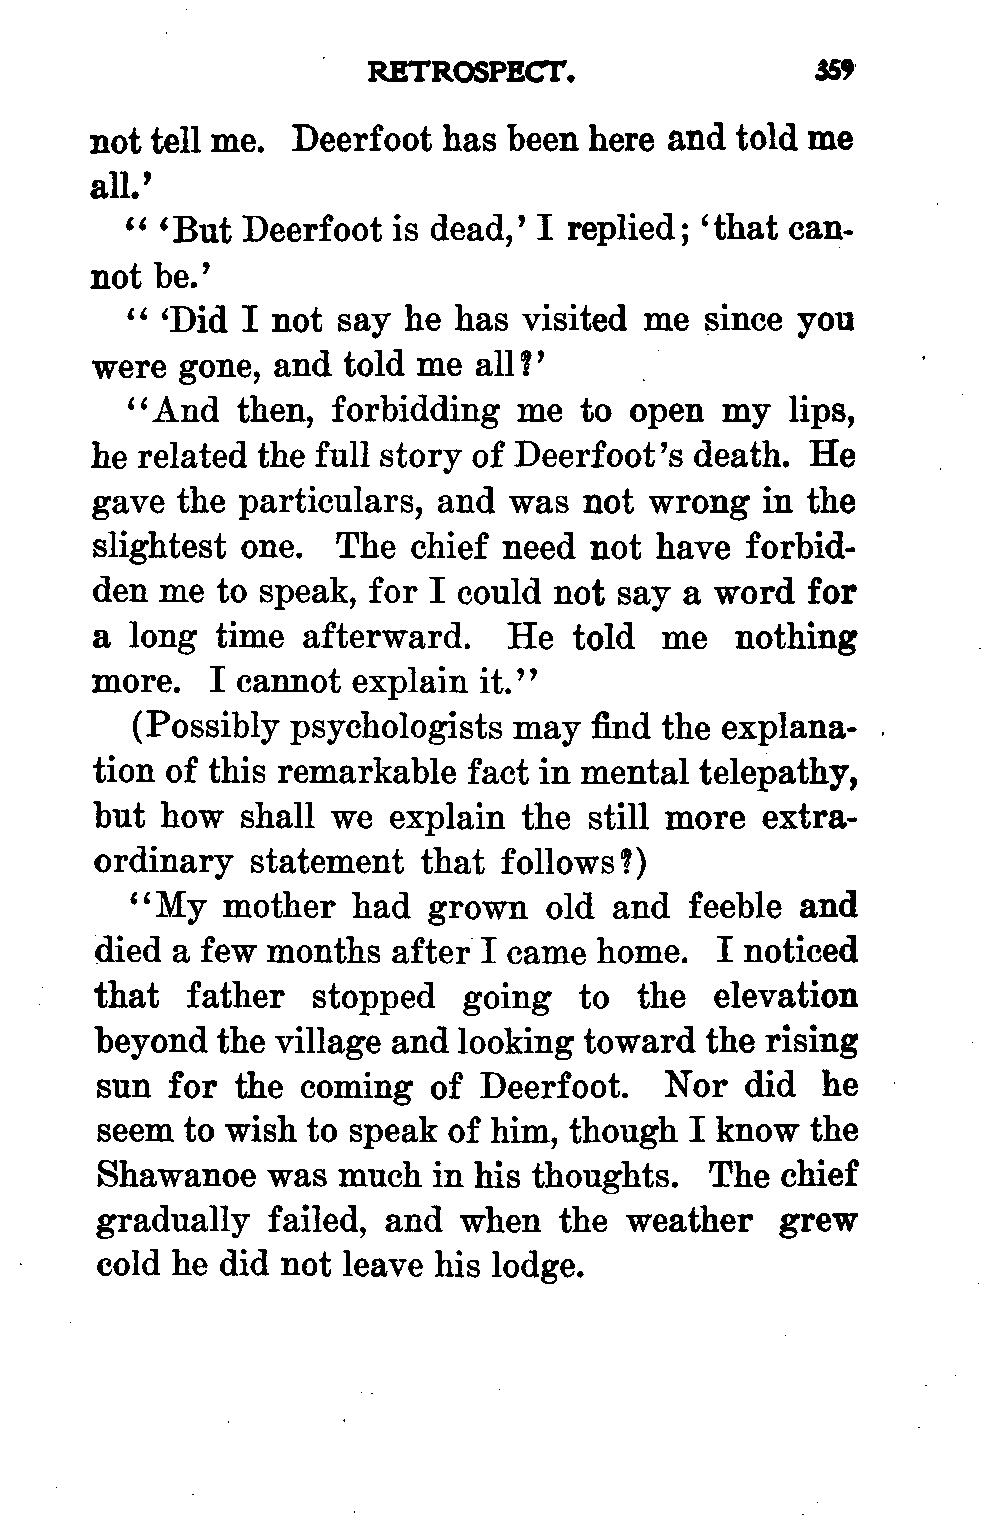 RETROSPECT. 359
not tell me. Deerfoot has been here and told me
all.’
“ ‘But Deerfoot is dead,’ I replied; ‘that can-
not be.’
“ ‘Did I not say he has visited me since you
were gone, and told me all?’
“And then, forbidding me to open my lips,
he related the full story of Deerfoot’s death. He
gave the particulars, and was not wrong in the
slightest one. The chief need not have forbid-
den me to speak, for I could not say a word for
a long time afterward. He told me nothing
more. I cannot explain it.”
(Possibly psychologists may find the explana-
tion of this remarkable fact in mental telepathy,
but how shall we explain the still more extra-
ordinary statement that follows?)
“My mother had grown old and feeble and
died a few months after I came home. I noticed
that father stopped going to the elevation
beyond the village and looking toward the rising
sun for the coming of Deerfoot. Nor did he
seem to wish to speak of him, though I know the
Shawanoe was much in his thoughts. The chief
gradually failed, and when the weather grew
cold he did not leave his lodge.